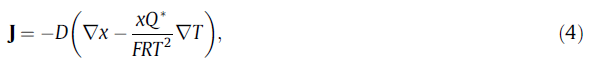 J = −D(∇x − xQ*/FRT² ∇T), (4)